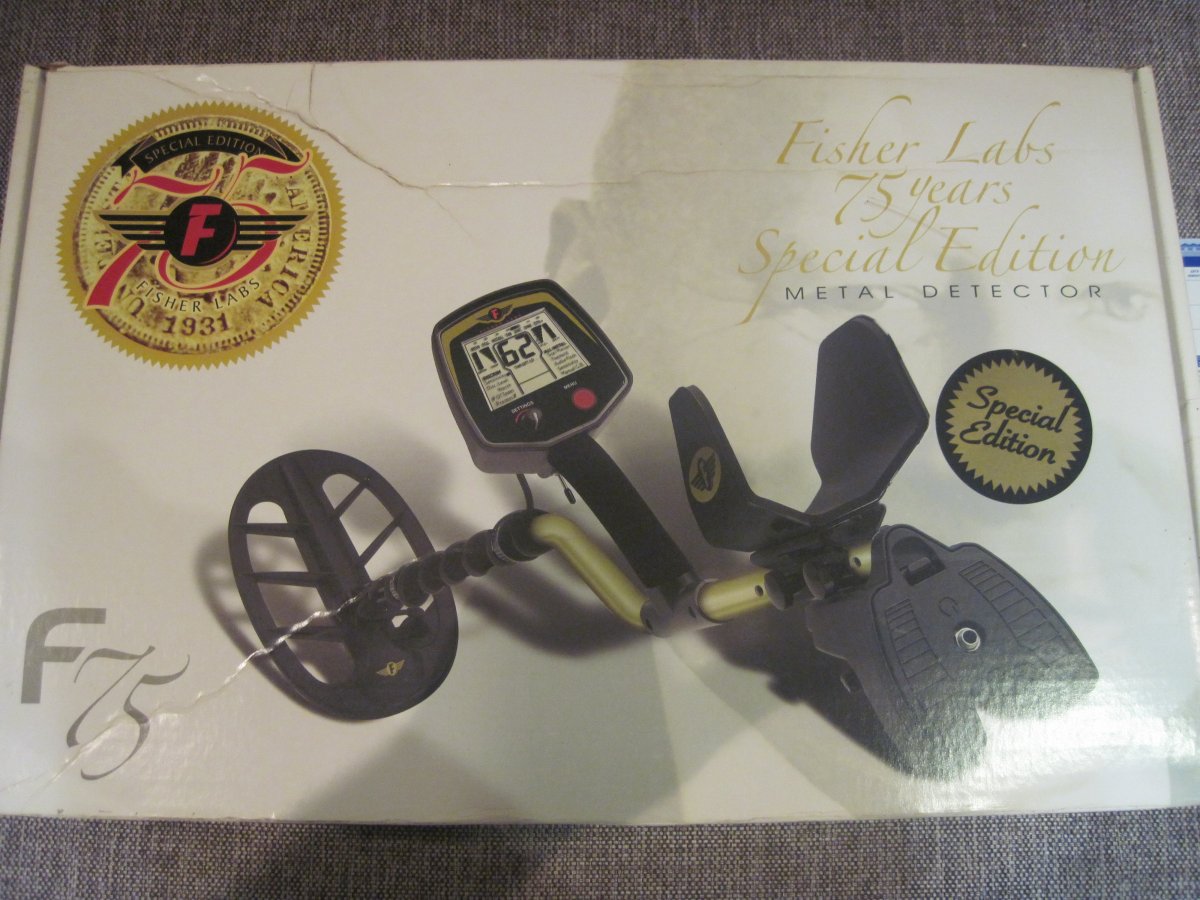 SPECIAL EDITION
75
F
FISHER LABS
1931
Fisher Labs
75 years
Special Edition
METAL DETECTOR
F
62
SETTINGS
MENU
Special
Edition
F75